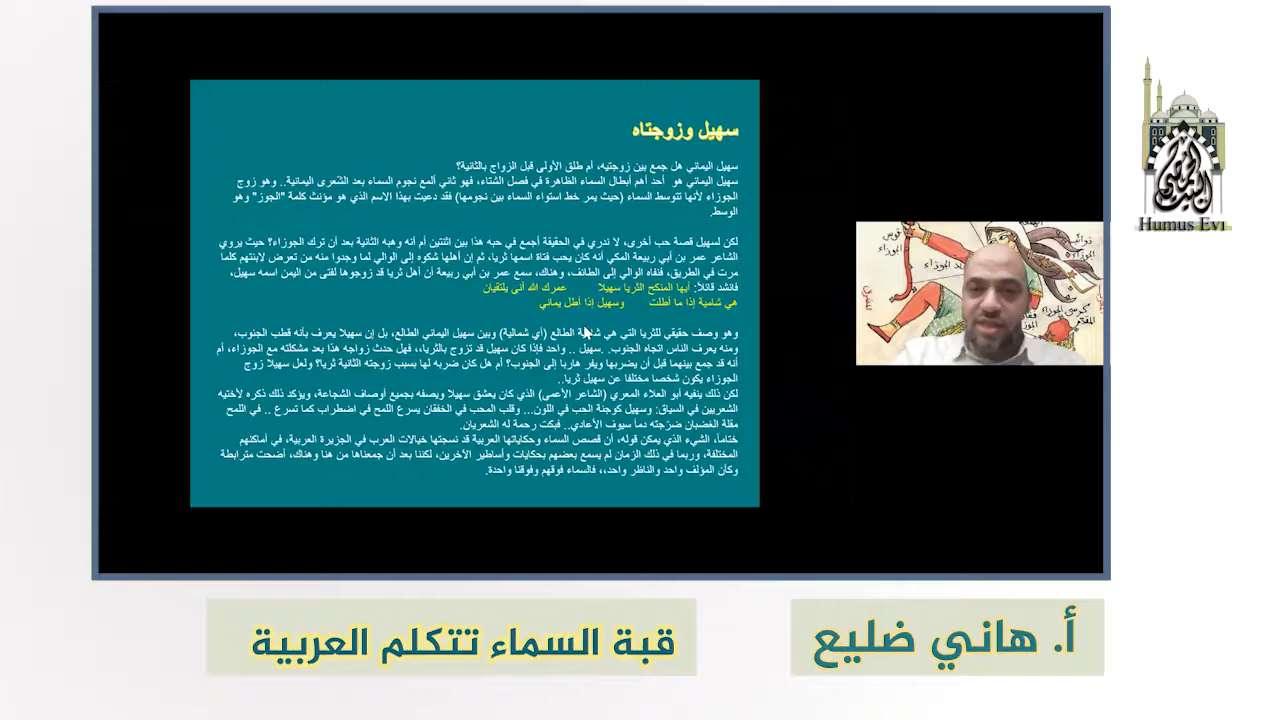 سهيل وزوجتاه
سهيل اليماني هل جمع بين زوجتيه، أم طلق الأولى قبل الزواج بالثانية؟
سهيل اليماني هو أحد أهم أبطال السماء الظاهرة في فصل الشتاء، فهو ثاني ألمع نجوم السماء بعد الشعرى اليمانية.. وهو زوج
الجوزاء لأنها تتوسط السماء (حيث يمر خط استواء السماء بين نجومها) فقد دعيت بهذا الاسم الذي هو مؤنث كلمة "الجوز" وهو
الوسط.
لكن لسهيل قصة حب أخرى، لا ندري في الحقيقة أجمع في حبه هذا بين اثنتين أم أنه وهبه الثانية بعد أن ترك الجوزاء؟ حيث يروي
الشاعر عمر بن أبي ربيعة المكي أنه كان يحب فتاة اسمها ثريا، ثم إن أهلها شكوه إلى الوالي لما وجدوا منه من تعرض لابنتهم كلما
مرت في الطريق، فنفاه الوالي إلى الطائف، وهناك، سمع عمر بن أبي ربيعة أن أهل ثريا قد زوجوها لفتى من اليمن اسمه سهيل،
فانشد قائلاً: أيها المنكح الثريا سهيلا عمرك الله أنى يلتقيان
هي شامية إذا ما أطلت وسهيل إذا أطل يماني
وهو وصف حقيقي للثريا التي هي شامية الطالع (أي شمالية) وبين سهيل اليماني الطالع، بل إن سهيلا يعرف بأنه قطب الجنوب،
ومنه يعرف الناس اتجاه الجنوب. .سهيل .. واحد فإذا كان سهيل قد تزوج بالثريا،، فهل حدث زواجه هذا بعد مشكلته مع الجوزاء، أم
أنه قد جمع بينهما قبل أن يضربها ويفر هاربا إلى الجنوب؟ أم هل كان ضربه لها بسبب زوجته الثانية ثريا؟ ولعل سهيلا زوج
الجوزاء يكون شخصا مختلفا عن سهيل ثريا..
لكن ذلك ينفيه أبو العلاء المعري (الشاعر الأعمى) الذي كان يعشق سهيلا ويصفه بجميع أوصاف الشجاعة، ويؤكد ذلك ذكره لأختيه
الشعريين في السياق: وسهيل كوجنة الحب في اللون... وقلب المحب في الخفقان يسرع اللمح في اضطراب كما تسرع .. في اللمح
مقلة الغضبان ضرّجته دماً سيوف الأعادي.. فبكت رحمة له الشعريان.
ختاماً، الشيء الذي يمكن قوله، أن قصص السماء وحكاياتها العربية قد نسجتها خيالات العرب في الجزيرة العربية، في أماكنهم
المختلفة، وربما في ذلك الزمان لم يسمع بعضهم بحكايات وأساطير الآخرين، لكننا بعد أن جمعناها من هنا وهناك، أضحت مترابطة
وكأن المؤلف واحد والناظر واحد،، فالسماء فوقهم وفوقنا واحدة.
قوس
الجوزاء
ذوائب
الجوزاء
كرسي الجوزاء
المقدم
Humus Evi
أ. هاني ضليع
قبة السماء تتكلم العربية